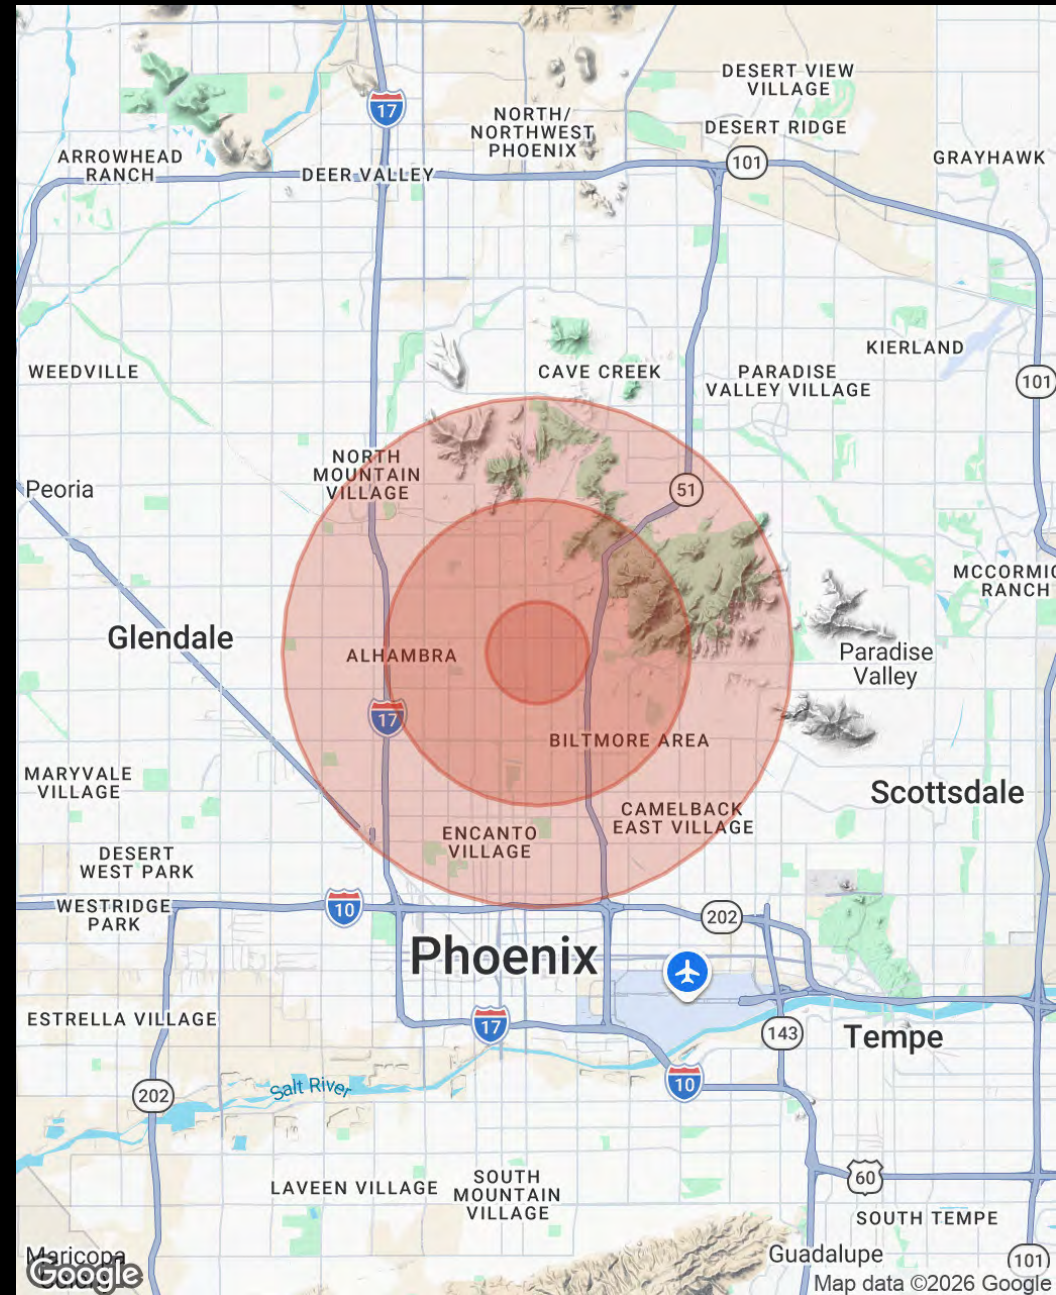 DESERT VIEW
VILLAGE
17
NORTH/
NORTHWEST
PHOENIX
DESERT RIDGE
ARROWHEAD
RANCH
DEER VALLEY
101
GRAYHAWK
KIERLAND
WEEDVILLE
CAVE CREEK
PARADISE
VALLEY VILLAGE
101
NORTH
MOUNTAIN
VILLAGE
Peoria
51
MCCORMIC
RANCH
Glendale
ALHAMBRA
Paradise
Valley
17
BILTMORE AREA
MARYVALE
VILLAGE
Scottsdale
CAMELBACK
EAST VILLAGE
ENCANTO
VILLAGE
DESERT
WEST PARK
WESTRIDGE
PARK
10
202
Phoenix
ESTRELLA VILLAGE
17
143
Tempe
Salt River
202
10
LAVEEN VILLAGE
SOUTH
MOUNTAIN
VILLAGE
60
SOUTH TEMPE
Maricopa
Guadalupe
101
Google
Map data ©2026 Google